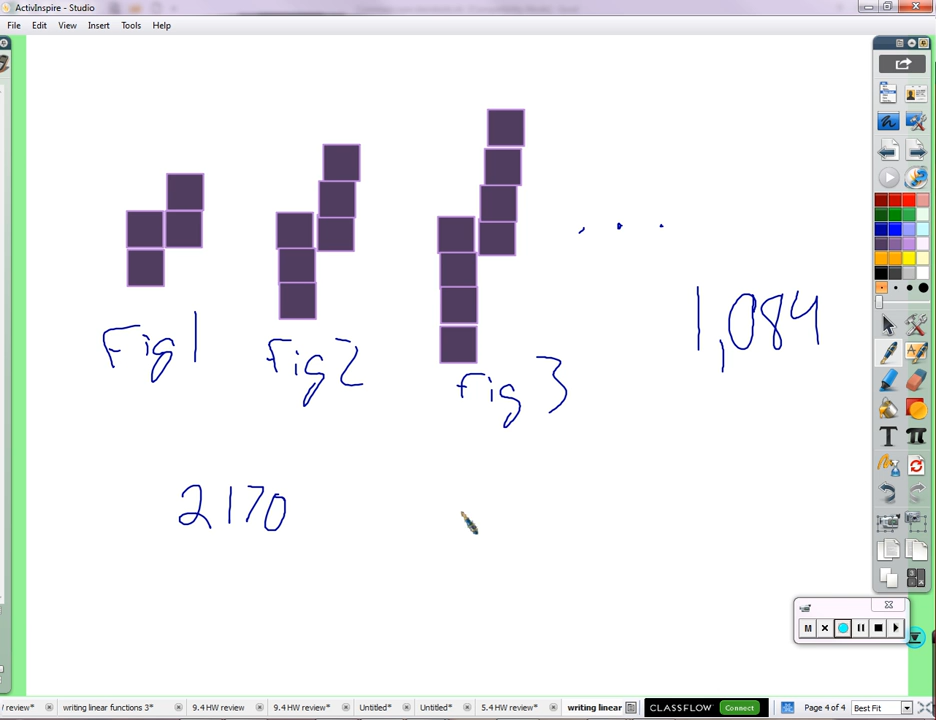 ActivInspire - Studio
File Edit View Insert Tools Help
Fig 1
Fig 2
Fig 3
1,084
2170
M
/ review*
writing linear functions 3*
9.4 HW review
9.4 HW review*
Untitled*
Untitled*
5.4 HW review*
writing linear
CLASSFLOW Connect
Page 4 of 4
Best Fit